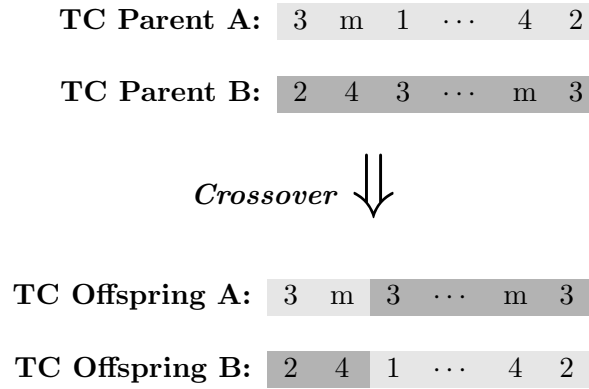 TC Parent A: 3 m 1 ⋯ 4 2
TC Parent B: 2 4 3 ⋯ m 3
Crossover
TC Offspring A: 3 m 3 ⋯ m 3
TC Offspring B: 2 4 1 ⋯ 4 2